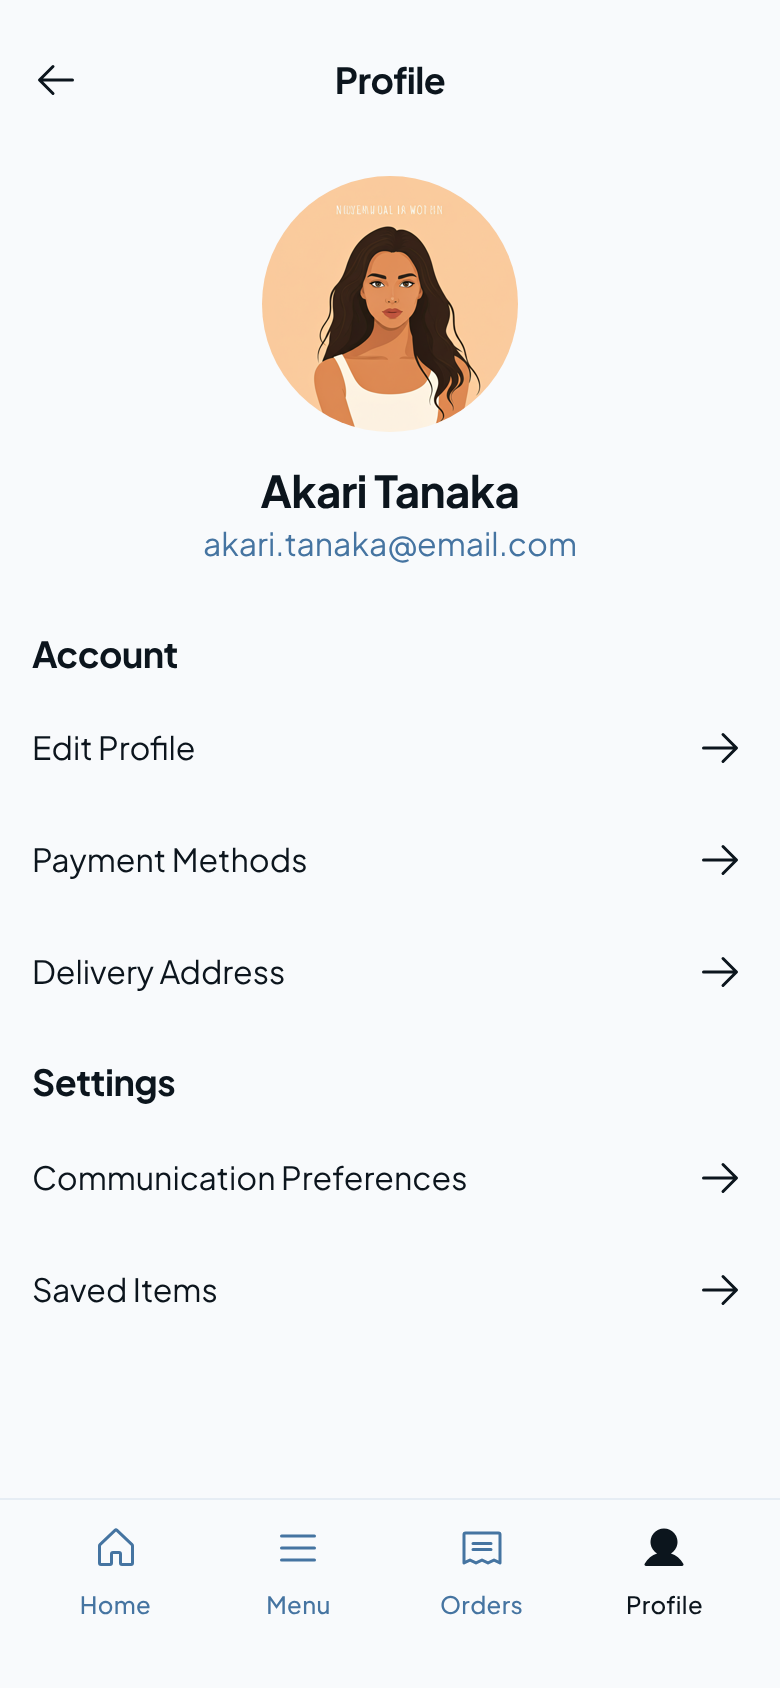 Profile
Akari Tanaka
akari.tanaka@email.com
Account
Edit Profile
Payment Methods
Delivery Address
Settings
Communication Preferences
Saved Items
Home
Menu
Orders
Profile